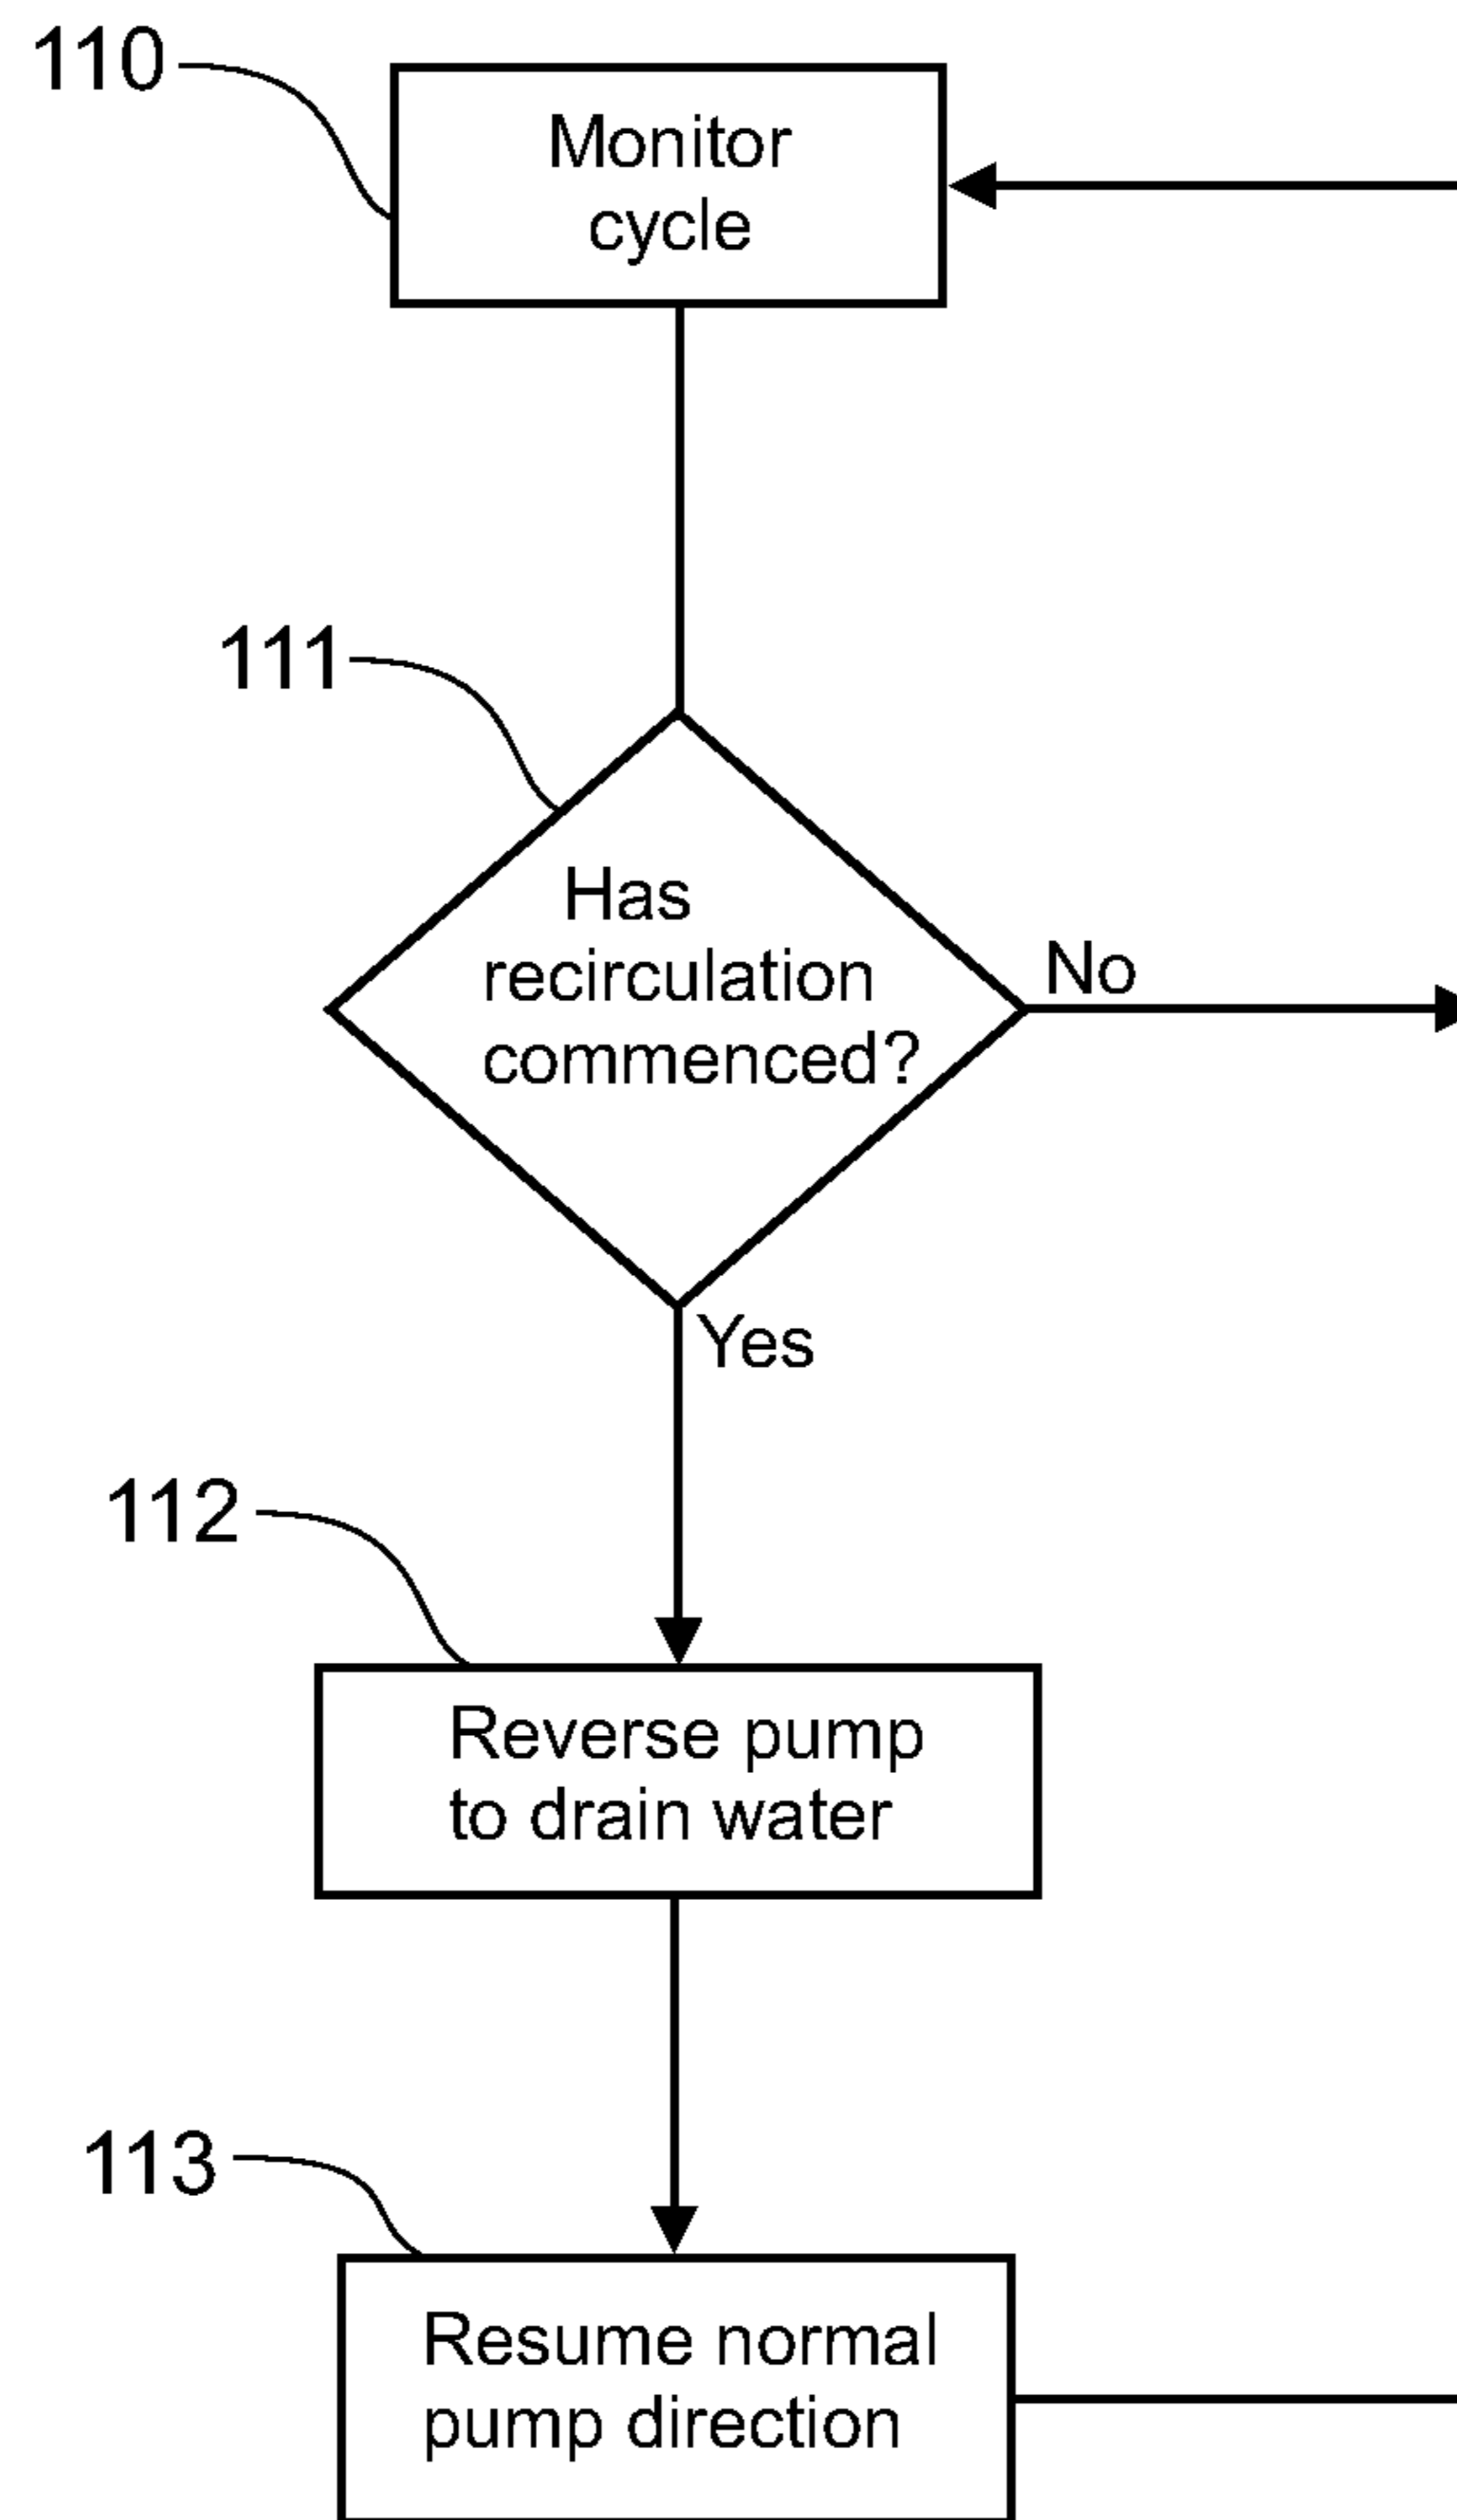 110
Monitor
cycle
111
Has
recirculation
commenced?
No
Yes
112
Reverse pump
to drain water
113
Resume normal
pump direction